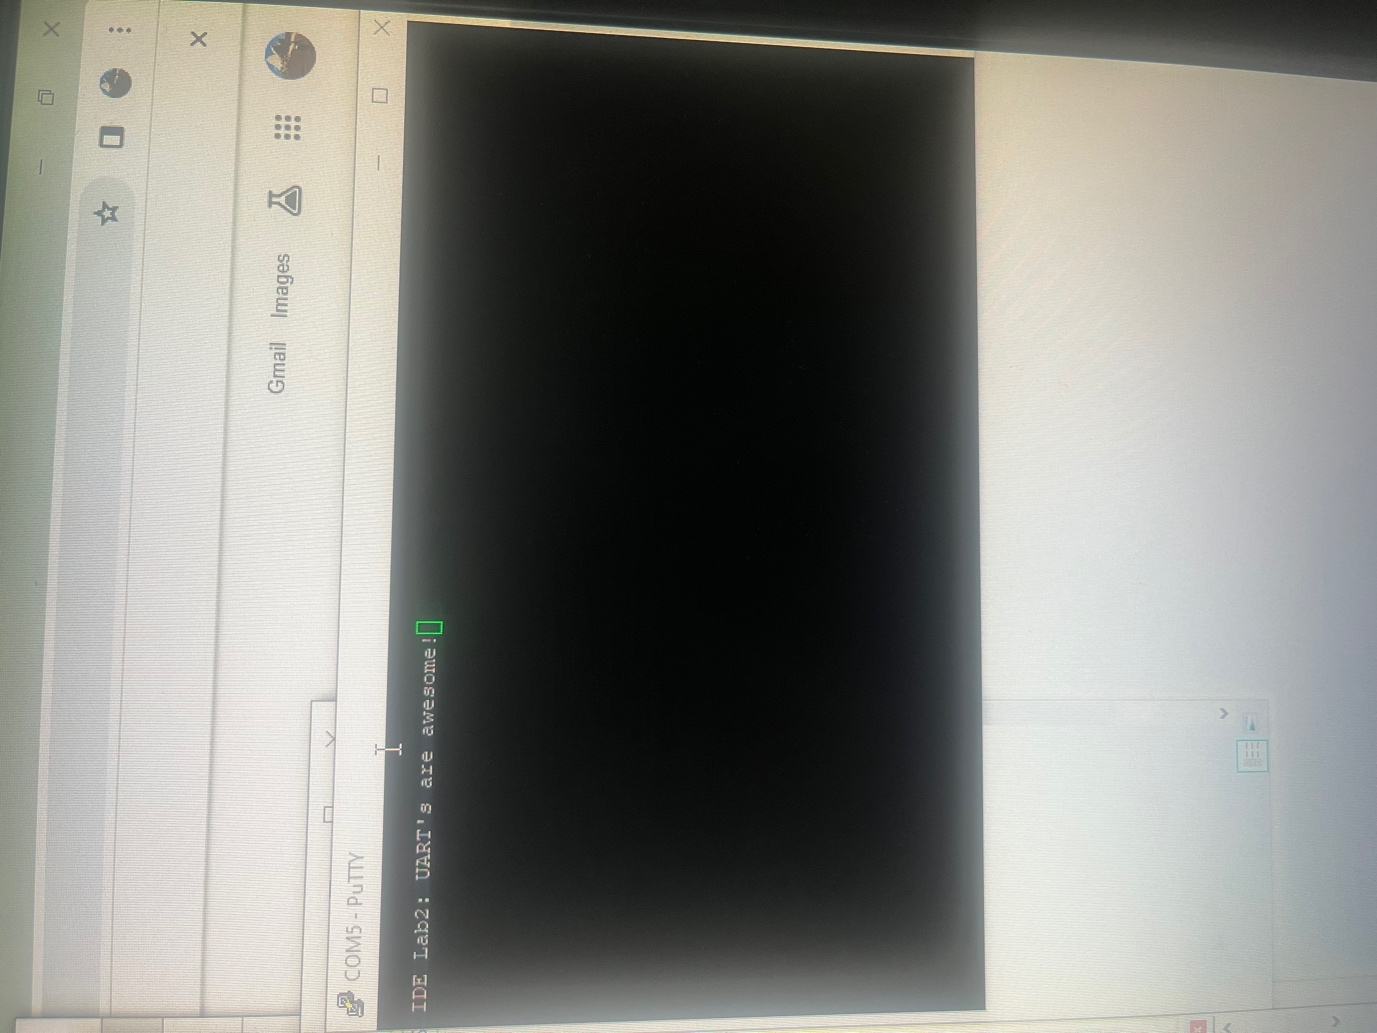 Gmail Images
COM5 - PuTTY
IDE Lab2: UART's are awesome!